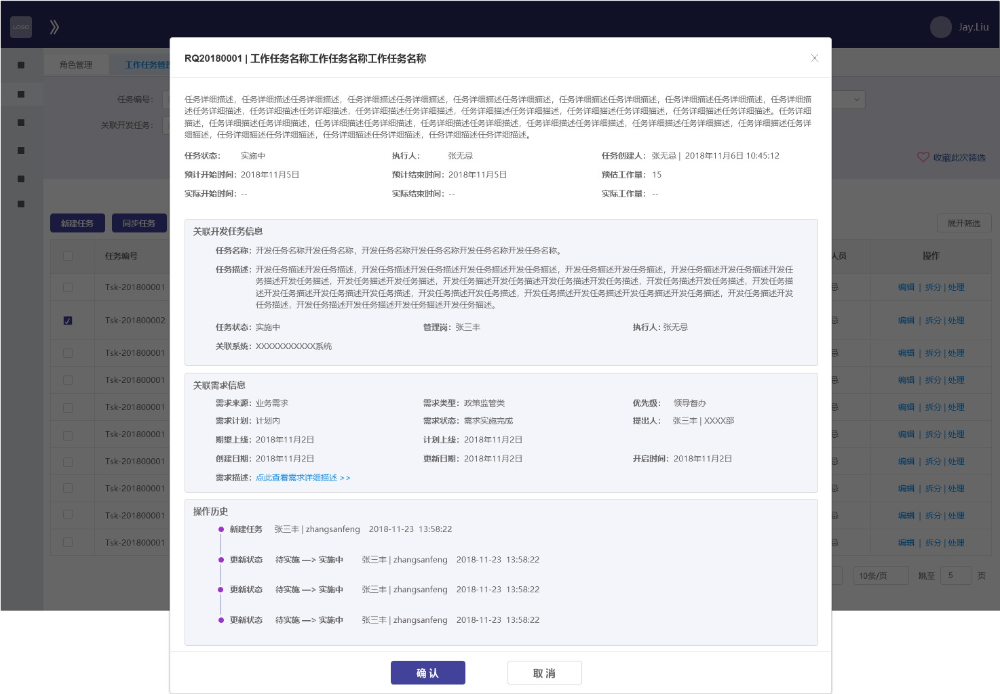 LOGO
Jay.Liu
角色管理
工作任务管理
任务编号：
关联开发任务：
收藏此次筛选
新建任务
同步任务
展开筛选
任务编号
人员
操作
Tsk-201800001
编辑 | 拆分 | 处理
Tsk-201800002
编辑 | 拆分 | 处理
Tsk-201800001
编辑 | 拆分 | 处理
Tsk-201800001
编辑 | 拆分 | 处理
Tsk-201800001
编辑 | 拆分 | 处理
Tsk-201800001
编辑 | 拆分 | 处理
Tsk-201800001
编辑 | 拆分 | 处理
Tsk-201800001
编辑 | 拆分 | 处理
Tsk-201800001
编辑 | 拆分 | 处理
Tsk-201800001
编辑 | 拆分 | 处理
10条/页
跳至 5 页
RQ20180001 | 工作任务名称工作任务名称工作任务名称
任务详细描述，任务详细描述任务详细描述，任务详细描述任务详细描述，任务详细描述任务详细描述，任务详细描述任务详细描述，任务详细描述任务详细描述，任务详细描
述任务详细描述，任务详细描述任务详细描述，任务详细描述任务详细描述，任务详细描述任务详细描述，任务详细描述任务详细描述，任务详细描述任务详细描述。任务详细
描述，任务详细描述任务详细描述，任务详细描述任务详细描述，任务详细描述任务详细描述，任务详细描述任务详细描述，任务详细描述任务详细描述，任务详细描述任务详
细描述，任务详细描述任务详细描述，任务详细描述任务详细描述，任务详细描述任务详细描述。
任务状态： 实施中 执行人： 张无忌 任务创建人： 张无忌 | 2018年11月6日 10:45:12
预计开始时间： 2018年11月5日 预计结束时间： 2018年11月5日 预估工作量： 15
实际开始时间： -- 实际结束时间： -- 实际工作量： --
关联开发任务信息
任务名称： 开发任务名称开发任务名称，开发任务名称开发任务名称开发任务名称开发任务名称。
任务描述： 开发任务描述开发任务描述，开发任务描述开发任务描述开发任务描述开发任务描述，开发任务描述开发任务描述，开发任务描述开发任务描述开发任
务描述开发任务描述，开发任务描述开发任务描述，开发任务描述开发任务描述开发任务描述开发任务描述，开发任务描述开发任务描述，开发任务描
述开发任务描述开发任务描述开发任务描述，开发任务描述开发任务描述，开发任务描述开发任务描述开发任务描述开发任务描述，开发任务描述开发
任务描述，开发任务描述开发任务描述开发任务描述开发任务描述。
任务状态： 实施中 管理岗： 张三丰 执行人： 张无忌
关联系统： XXXXXXXXXXX系统
关联需求信息
需求来源： 业务需求 需求类型： 政策监管类 优先级： 领导督办
需求计划： 计划内 需求状态： 需求实施完成 提出人： 张三丰 | XXXX部
期望上线： 2018年11月2日 计划上线： 2018年11月2日
创建日期： 2018年11月2日 更新日期： 2018年11月2日 开启时间： 2018年11月2日
需求描述： 点此查看需求详细描述 >>
操作历史
新建任务 张三丰 | zhangsanfeng 2018-11-23 13:58:22
更新状态 待实施 —> 实施中 张三丰 | zhangsanfeng 2018-11-23 13:58:22
更新状态 待实施 —> 实施中 张三丰 | zhangsanfeng 2018-11-23 13:58:22
更新状态 待实施 —> 实施中 张三丰 | zhangsanfeng 2018-11-23 13:58:22
确 认
取 消